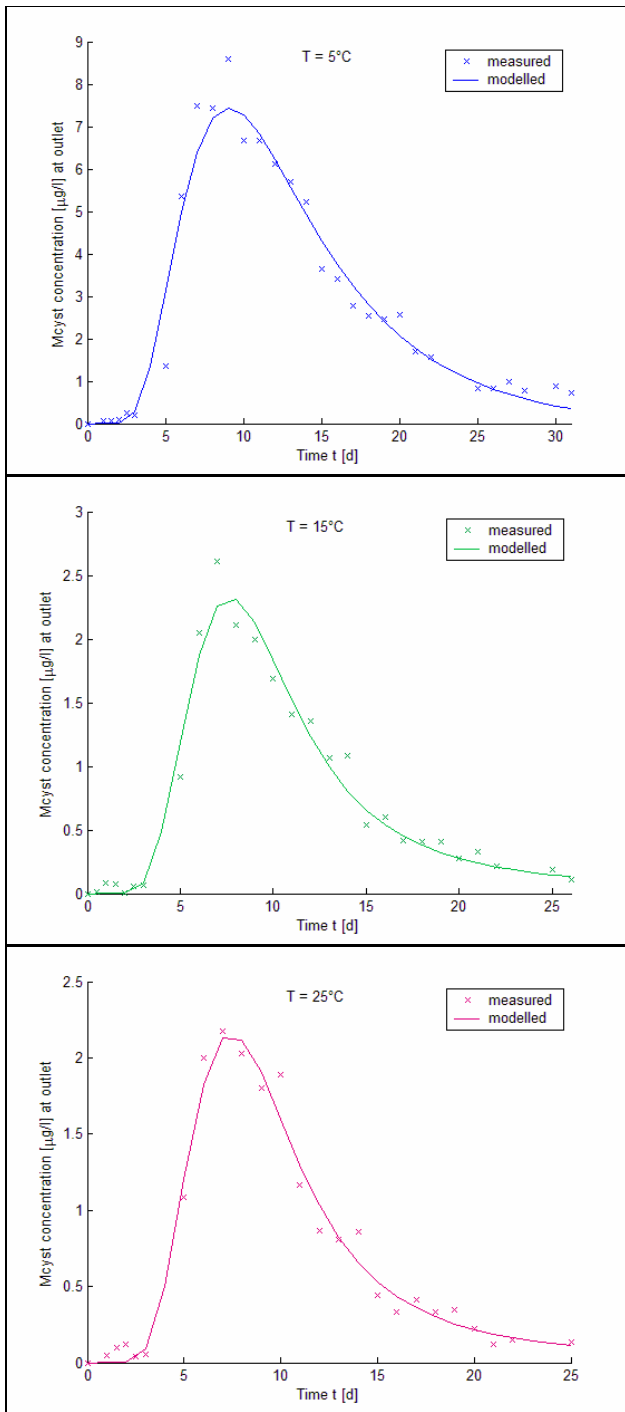 T = 5°C
measured
modelled
Mcyst concentration [µg/l] at outlet
9
8
7
6
5
4
3
2
1
0
0 5 10 15 20 25 30
Time t [d]
T = 15°C
measured
modelled
Mcyst concentration [µg/l] at outlet
3
2.5
2
1.5
1
0.5
0
0 5 10 15 20 25
Time t [d]
T = 25°C
measured
modelled
Mcyst concentration [µg/l] at outlet
2.5
2
1.5
1
0.5
0
0 5 10 15 20 25
Time t [d]